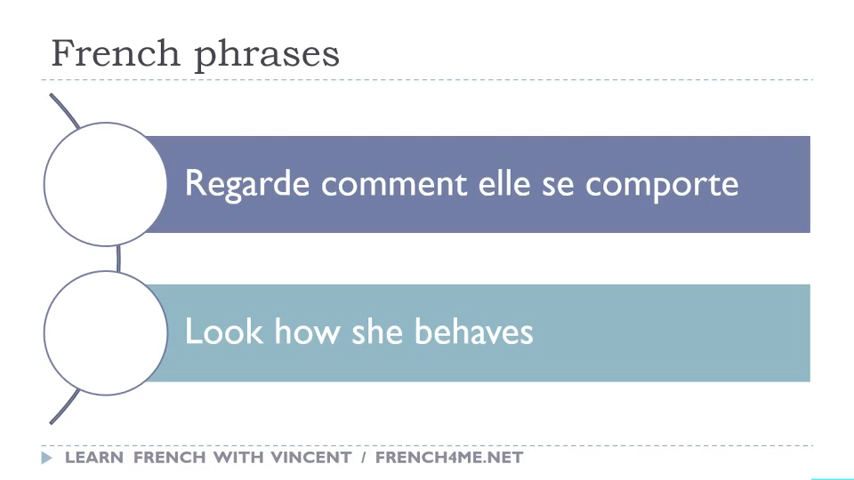 French phrases
Regarde comment elle se comporte
Look how she behaves
LEARN FRENCH WITH VINCENT / FRENCH4ME.NET